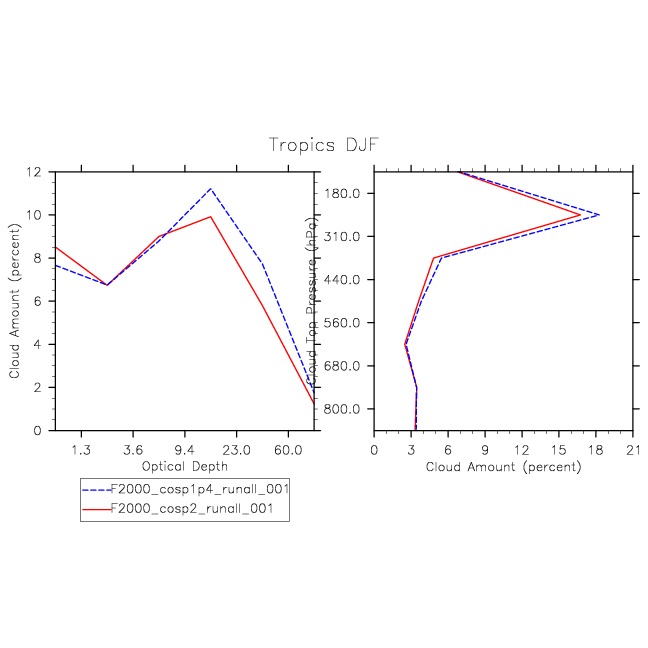 Tropics DJF
Cloud Amount (percent)
12
10
8
6
4
2
0
1.3 3.6 9.4 23.0 60.0
Optical Depth
Cloud Top Pressure (hPa)
180.0
310.0
440.0
560.0
680.0
800.0
0 3 6 9 12 15 18 21
Cloud Amount (percent)
F2000_cosp1p4_runall_001
F2000_cosp2_runall_001